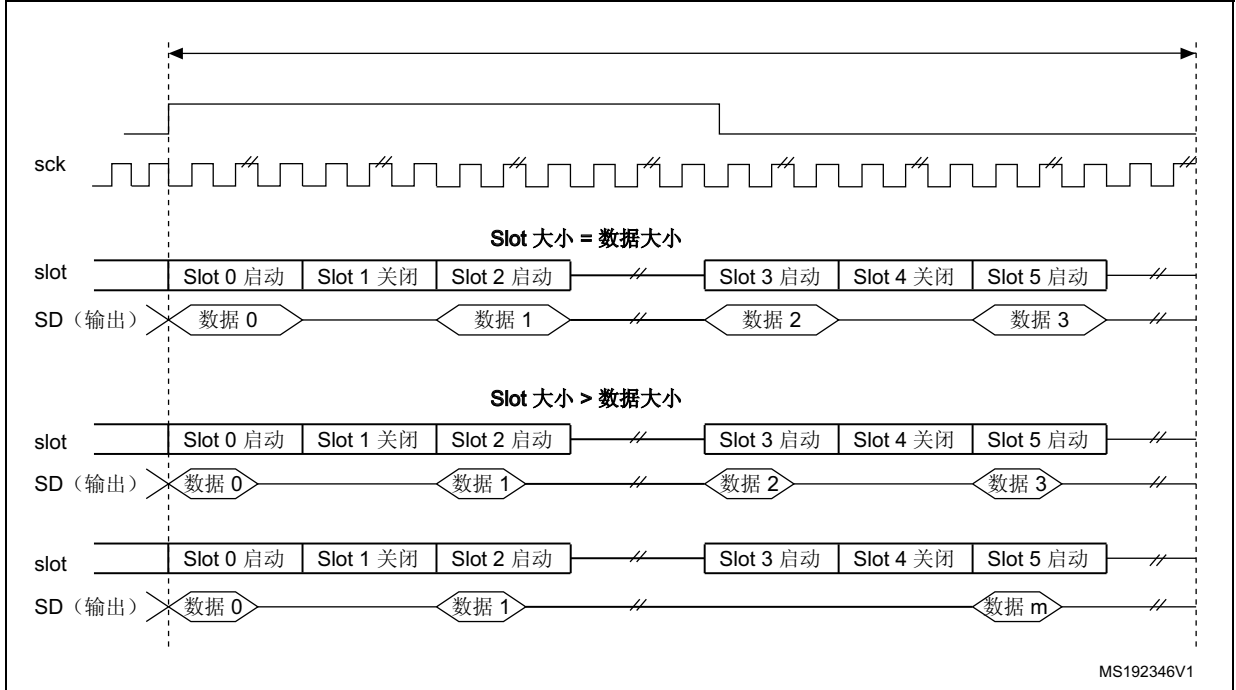 sck
Slot 大小 = 数据大小
slot Slot 0 启动 Slot 1 关闭 Slot 2 启动 Slot 3 启动 Slot 4 关闭 Slot 5 启动
SD（输出） 数据 0 数据 1 数据 2 数据 3
Slot 大小 > 数据大小
slot Slot 0 启动 Slot 1 关闭 Slot 2 启动 Slot 3 启动 Slot 4 关闭 Slot 5 启动
SD（输出） 数据 0 数据 1 数据 2 数据 3
slot Slot 0 启动 Slot 1 关闭 Slot 2 启动 Slot 3 启动 Slot 4 关闭 Slot 5 启动
SD（输出） 数据 0 数据 1 数据 m
MS192346V1